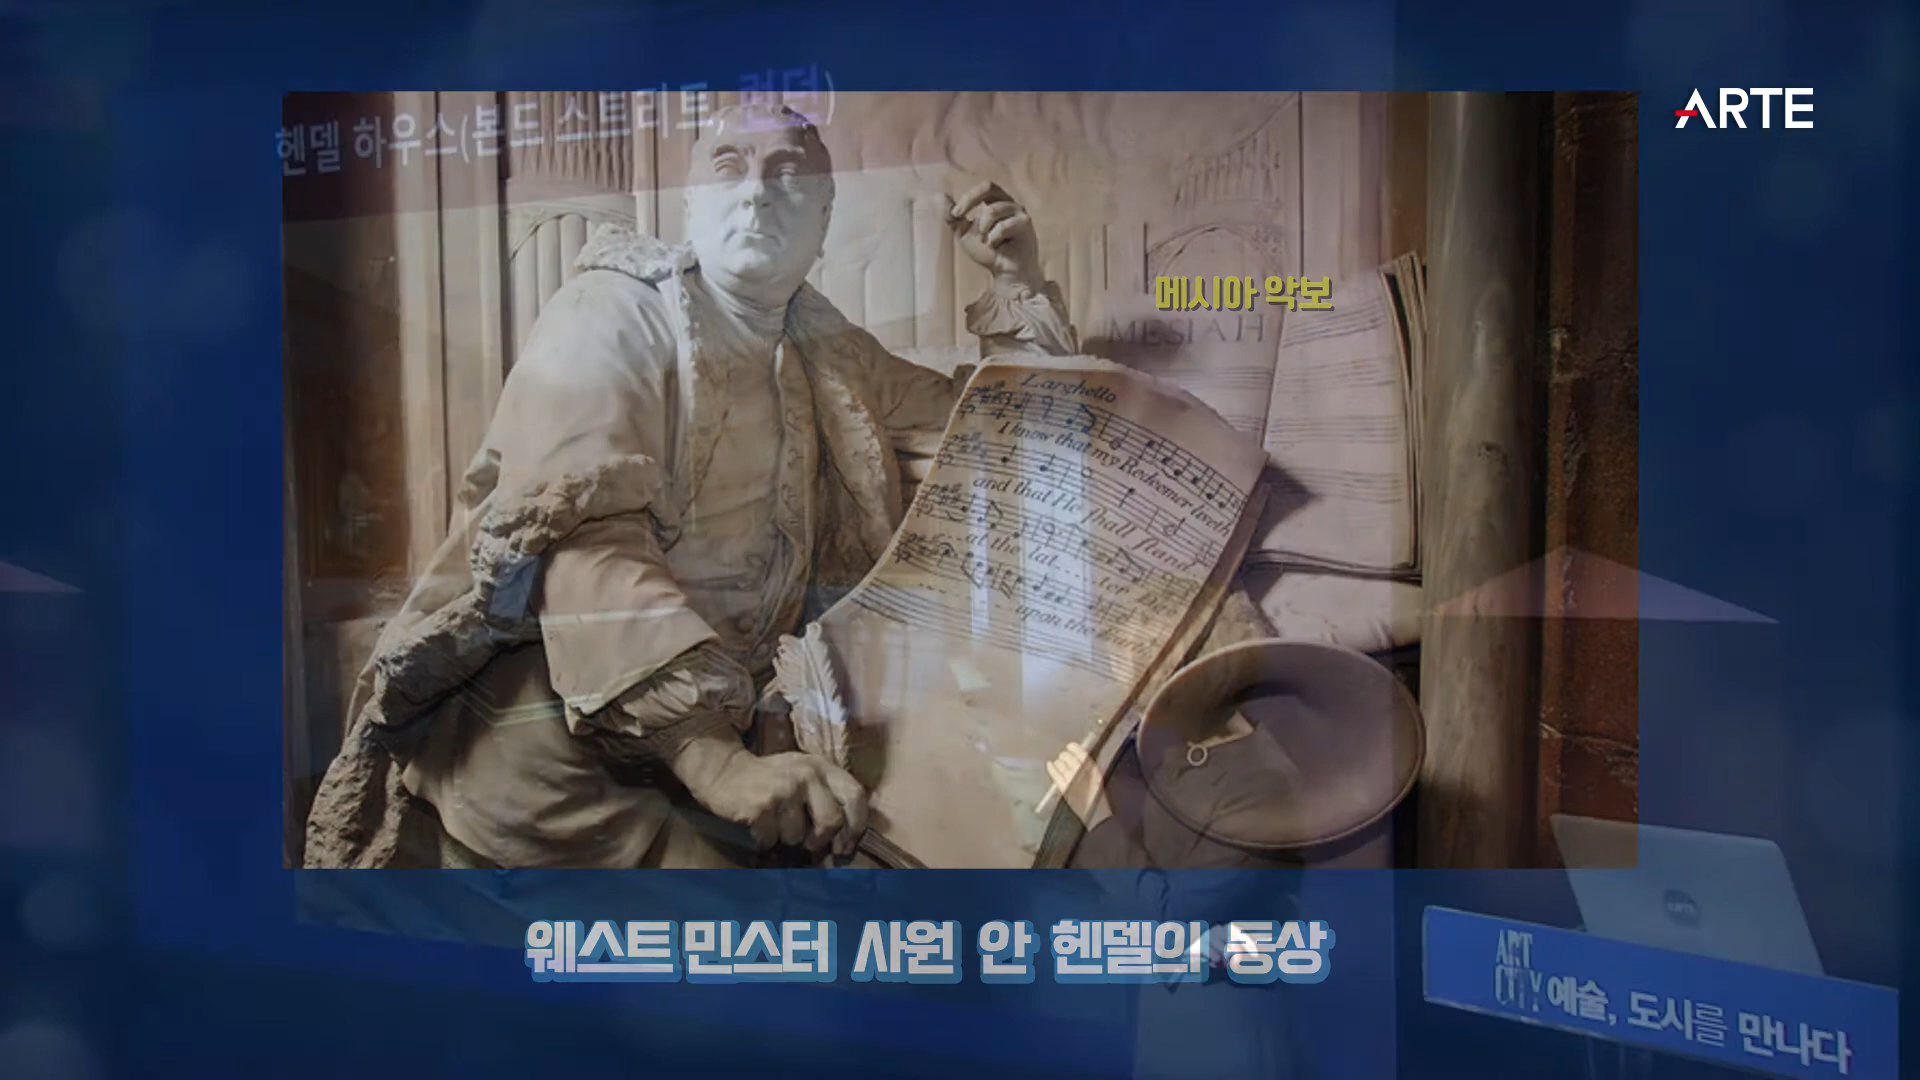 ARTE
헨델 하우스(본드 스트리트, 런던)
메시아 악보
MESIAH
Larghetto
I know that my Redeemer liveth
and that He ſhall ſtand
at the lat....ter Day
upon the Earth
웨스트민스터 사원 안 헨델의 동상
ART
CITY 예술, 도시를 만나다